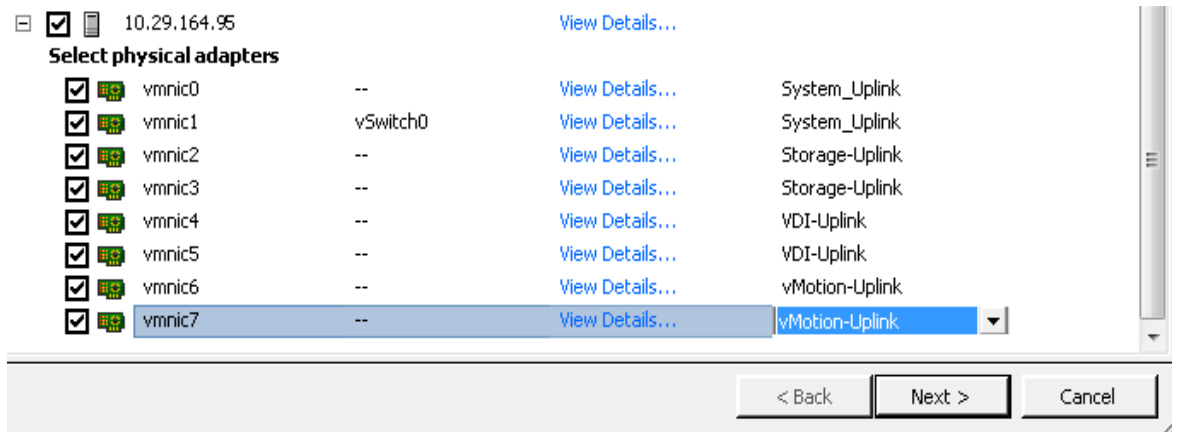 10.29.164.95 View Details...
Select physical adapters
vmnic0 -- View Details... System_Uplink
vmnic1 vSwitch0 View Details... System_Uplink
vmnic2 -- View Details... Storage-Uplink
vmnic3 -- View Details... Storage-Uplink
vmnic4 -- View Details... VDI-Uplink
vmnic5 -- View Details... VDI-Uplink
vmnic6 -- View Details... vMotion-Uplink
vmnic7 -- View Details... vMotion-Uplink
< Back Next > Cancel